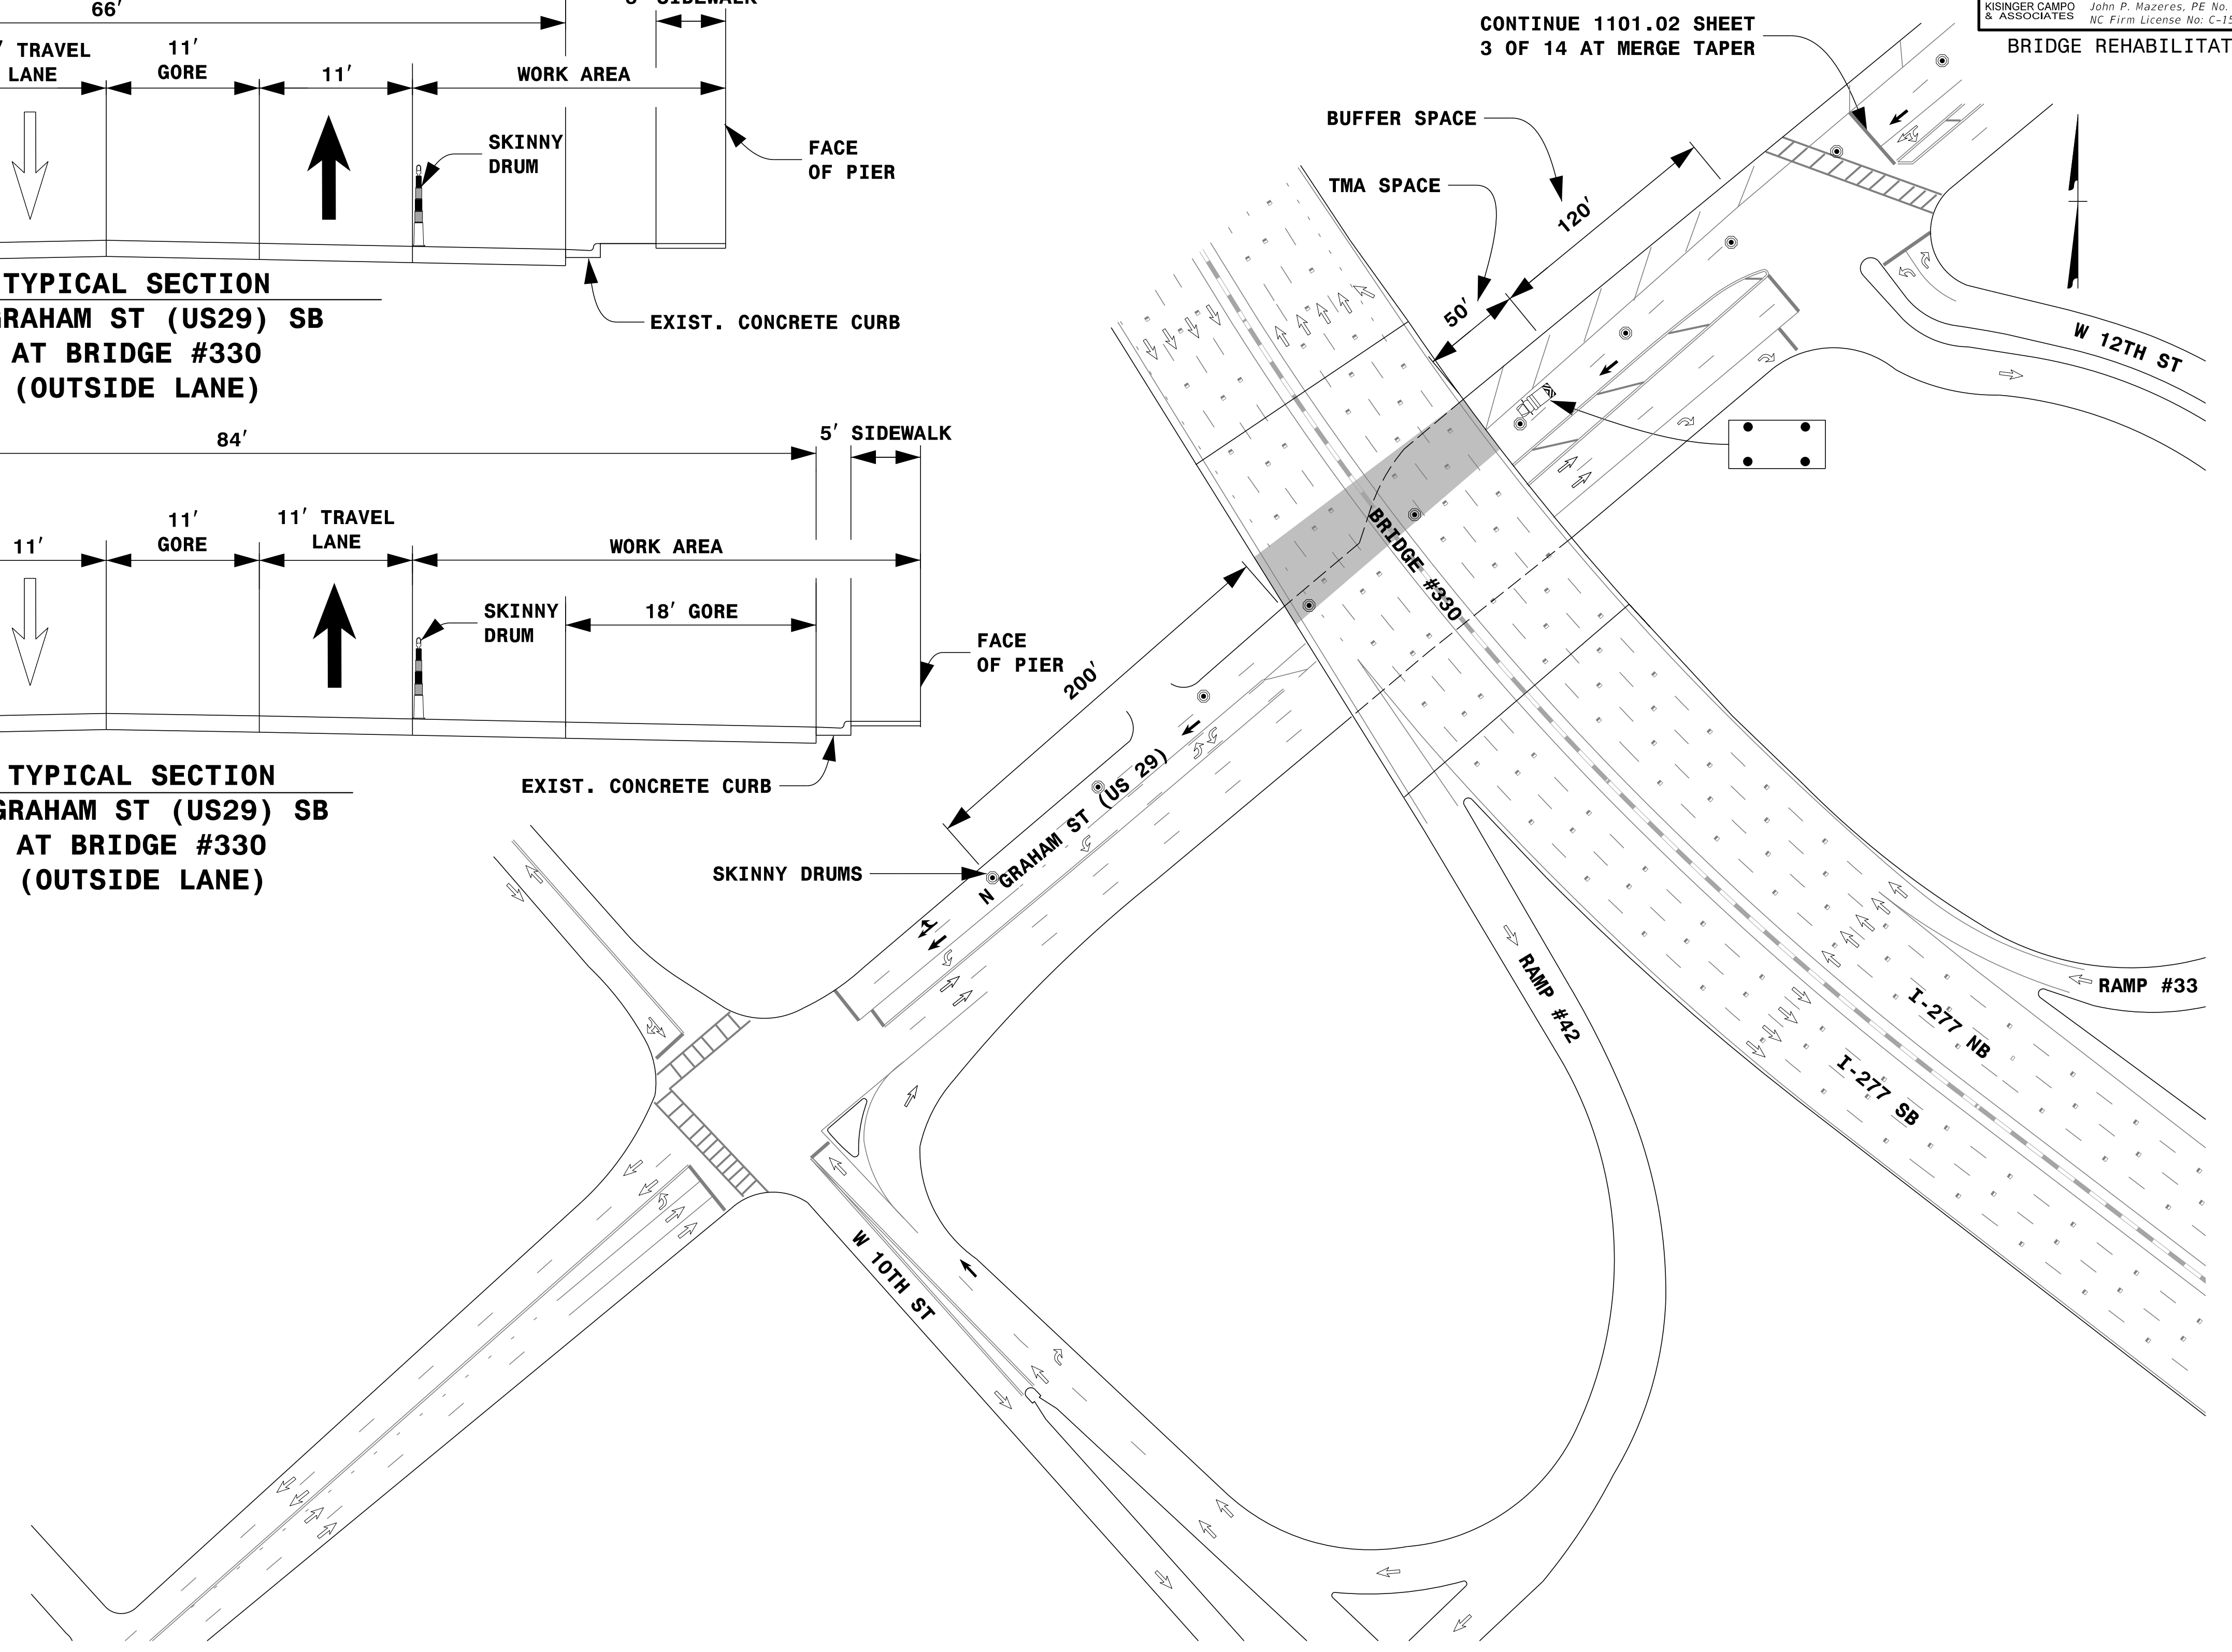 66'
SIDEWALK
TRAVEL
LANE
11'
GORE
11'
WORK AREA
SKINNY
DRUM
FACE
OF PIER
EXIST. CONCRETE CURB
TYPICAL SECTION
GRAHAM ST (US29) SB
AT BRIDGE #330
(OUTSIDE LANE)
84'
5' SIDEWALK
11'
11'
GORE
11' TRAVEL
LANE
WORK AREA
SKINNY
DRUM
18' GORE
FACE
OF PIER
EXIST. CONCRETE CURB
TYPICAL SECTION
GRAHAM ST (US29) SB
AT BRIDGE #330
(OUTSIDE LANE)
KISINGER CAMPO
& ASSOCIATES
John P. Mazeres, PE No.
NC Firm License No: C-15
BRIDGE REHABILITAT
CONTINUE 1101.02 SHEET
3 OF 14 AT MERGE TAPER
BUFFER SPACE
TMA SPACE
120'
50'
W 12TH ST
BRIDGE #330
200'
N GRAHAM ST (US 29)
SKINNY DRUMS
RAMP #42
RAMP #33
I-277 NB
I-277 SB
W 10TH ST